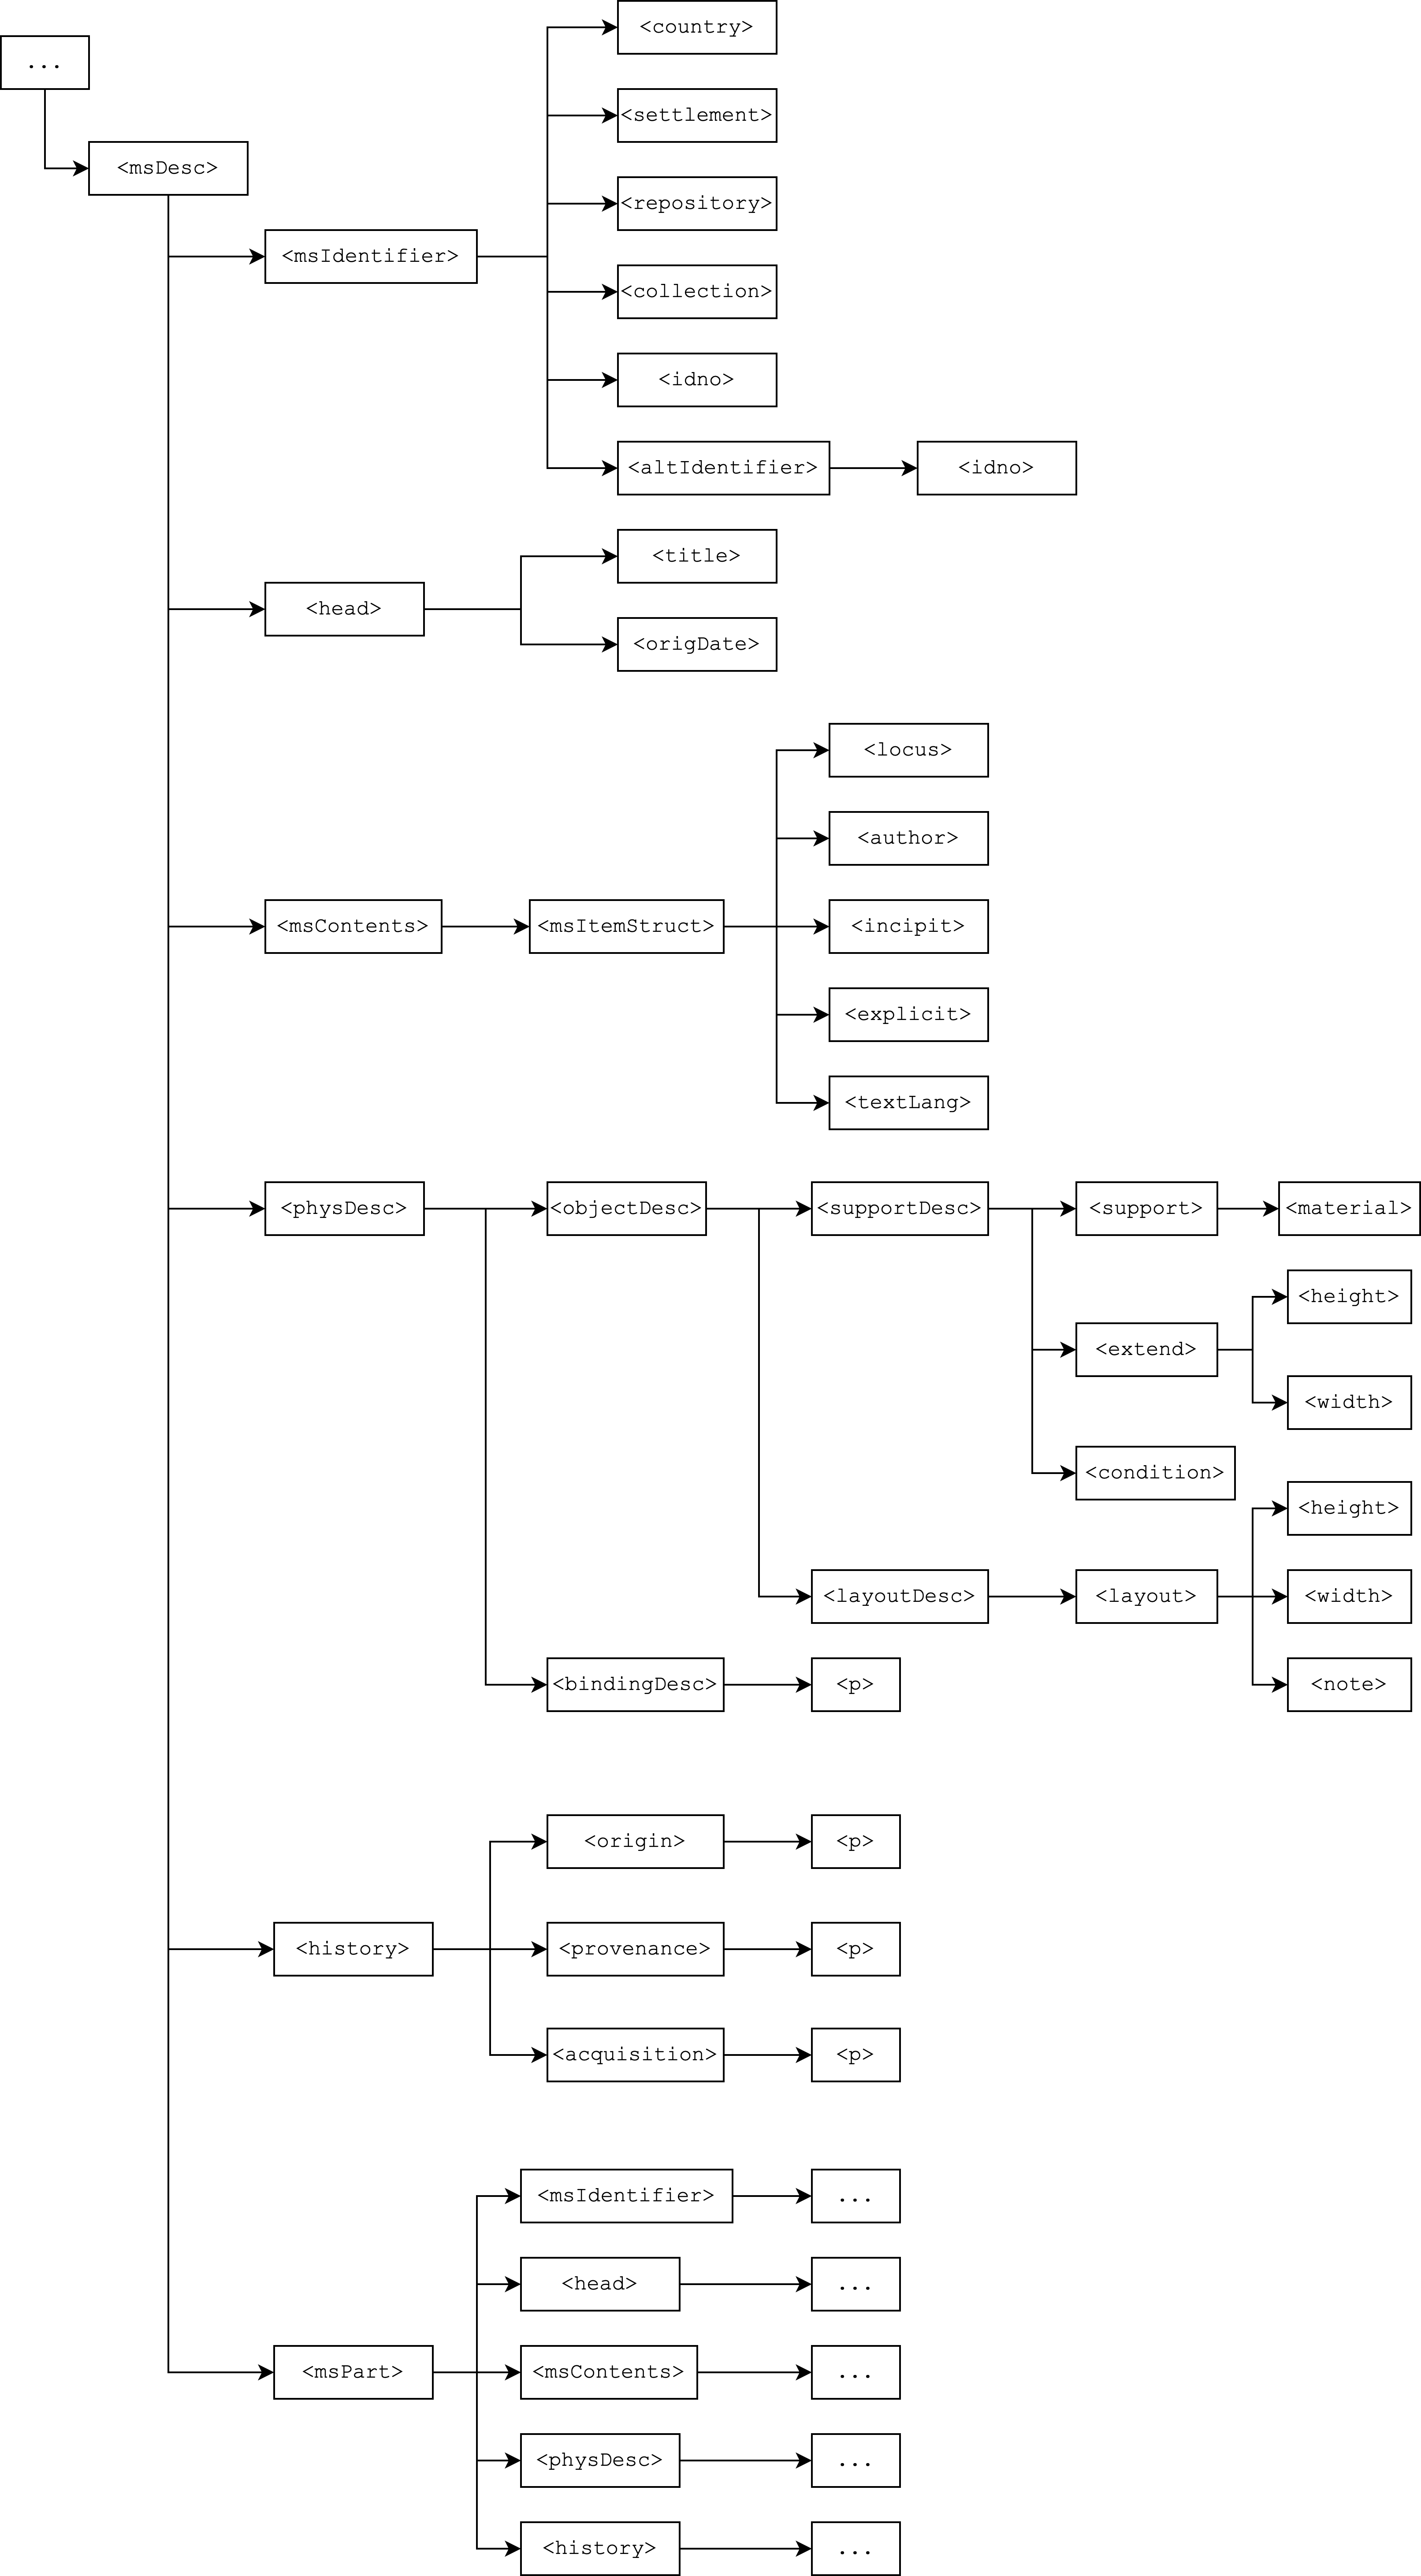 ...
<msDesc>
<msIdentifier>
<country>
<settlement>
<repository>
<collection>
<idno>
<altIdentifier>
<idno>
<head>
<title>
<origDate>
<msContents>
<msItemStruct>
<locus>
<author>
<incipit>
<explicit>
<textLang>
<physDesc>
<objectDesc>
<supportDesc>
<support>
<material>
<extend>
<height>
<width>
<condition>
<layoutDesc>
<layout>
<height>
<width>
<note>
<bindingDesc>
<p>
<history>
<origin>
<p>
<provenance>
<p>
<acquisition>
<p>
<msPart>
<msIdentifier>
...
<head>
...
<msContents>
...
<physDesc>
...
<history>
...